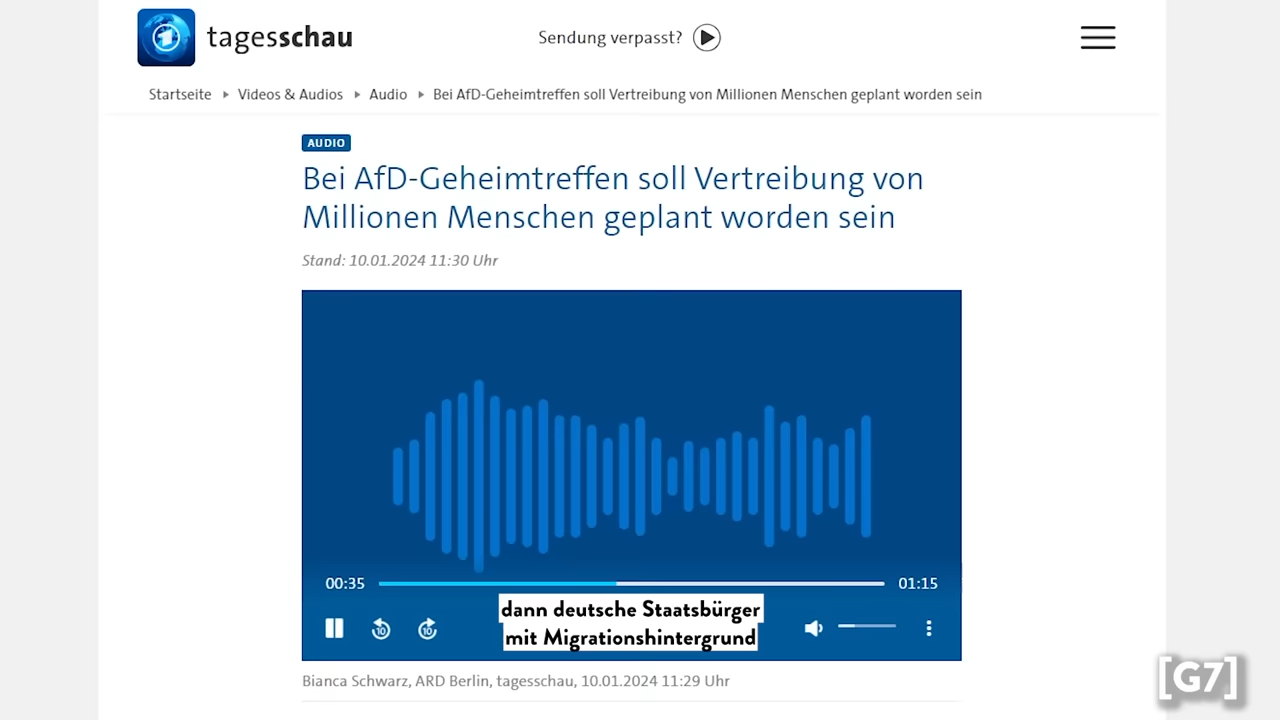 tagesschau
Sendung verpasst?
Startseite Videos & Audios Audio Bei AfD-Geheimtreffen soll Vertreibung von Millionen Menschen geplant worden sein
AUDIO
Bei AfD-Geheimtreffen soll Vertreibung von
Millionen Menschen geplant worden sein
Stand: 10.01.2024 11:30 Uhr
00:35
01:15
10
10
dann deutsche Staatsbürger
mit Migrationshintergrund
Bianca Schwarz, ARD Berlin, tagesschau, 10.01.2024 11:29 Uhr
[G7]